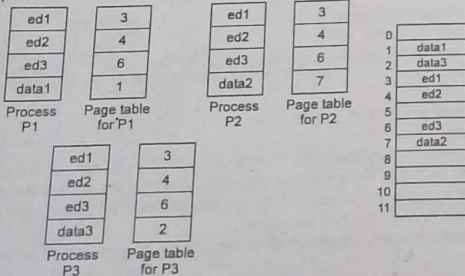 ed1
ed2
ed3
data1
Process
P1
3
4
6
1
Page table
for P1
ed1
ed2
ed3
data2
Process
P2
3
4
6
7
Page table
for P2
0
1 data1
2 data3
3 ed1
4 ed2
5
6 ed3
7 data2
8
9
10
11
ed1
ed2
ed3
data3
Process
P3
3
4
6
2
Page table
for P3